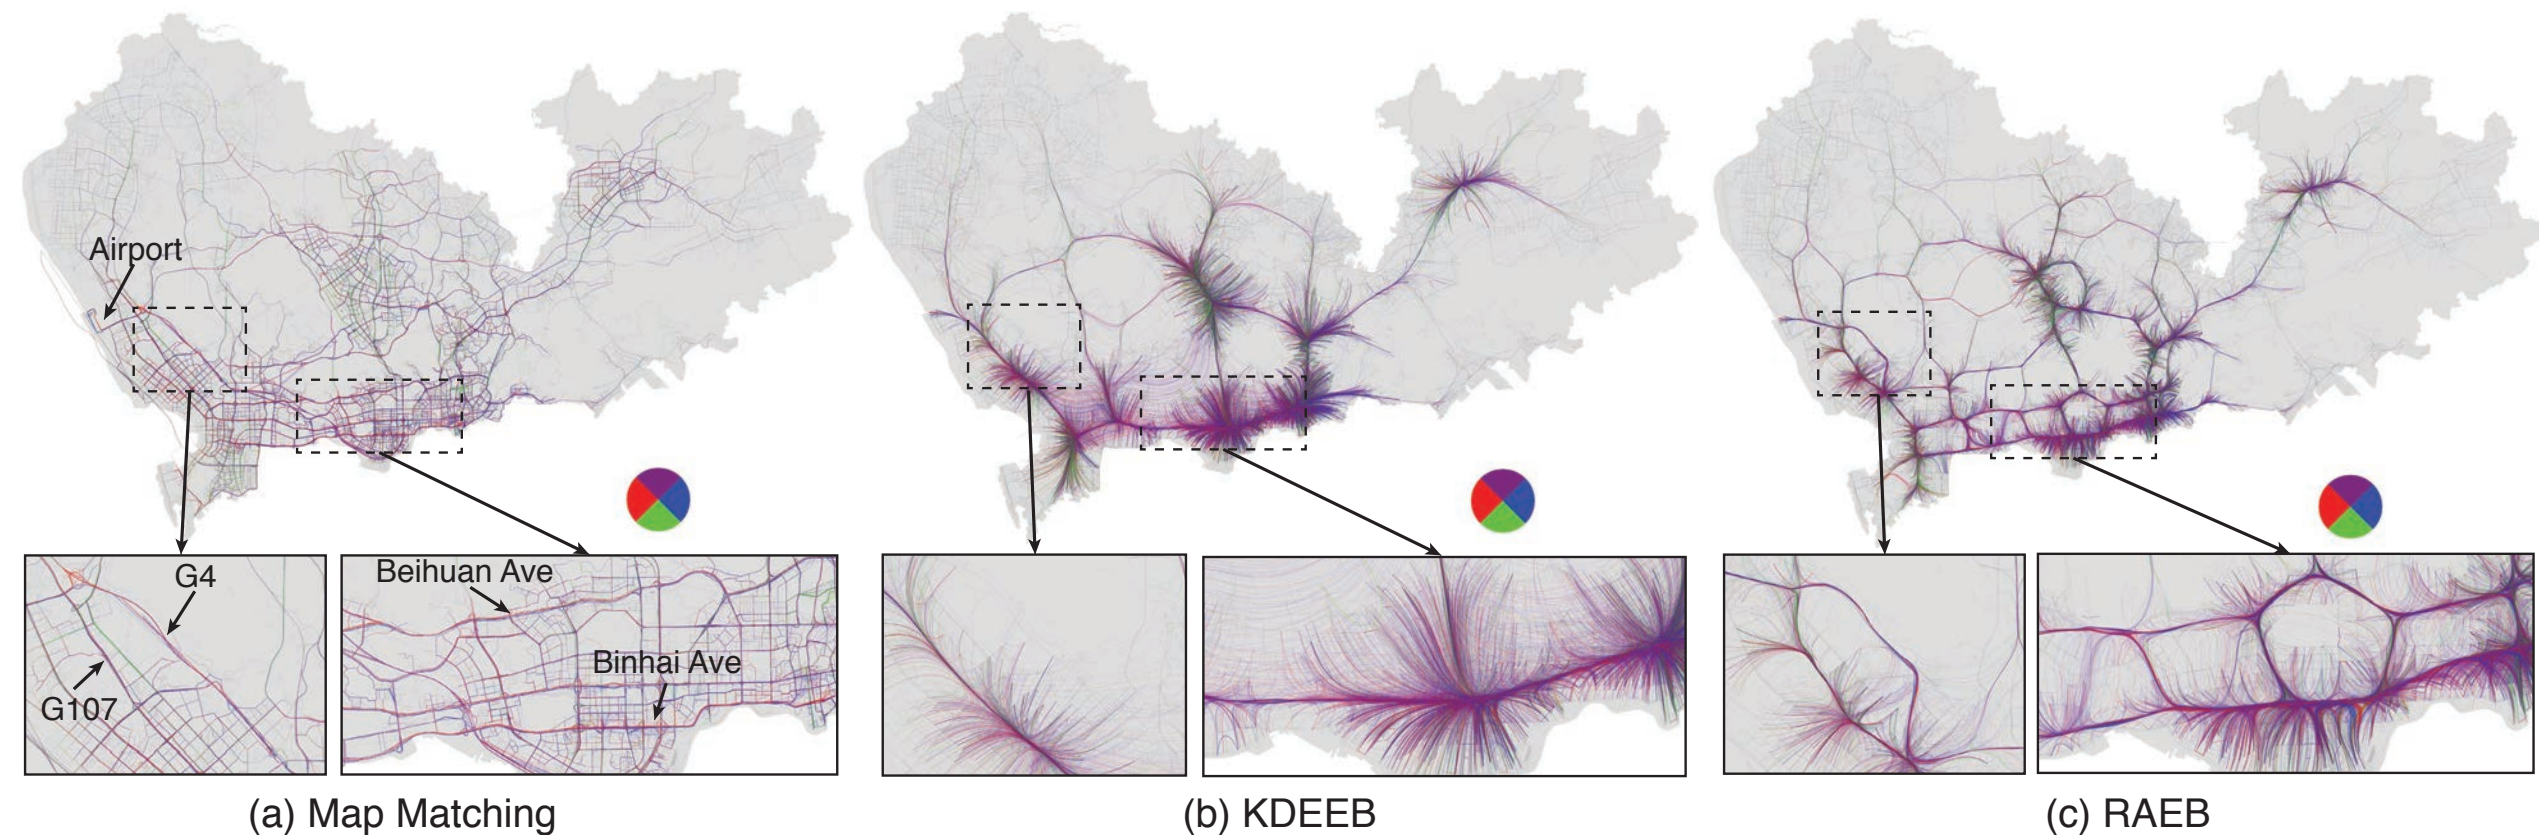 Airport
G4
G107
Beihuan Ave
Binhai Ave
(a) Map Matching
(b) KDEEB
(c) RAEB